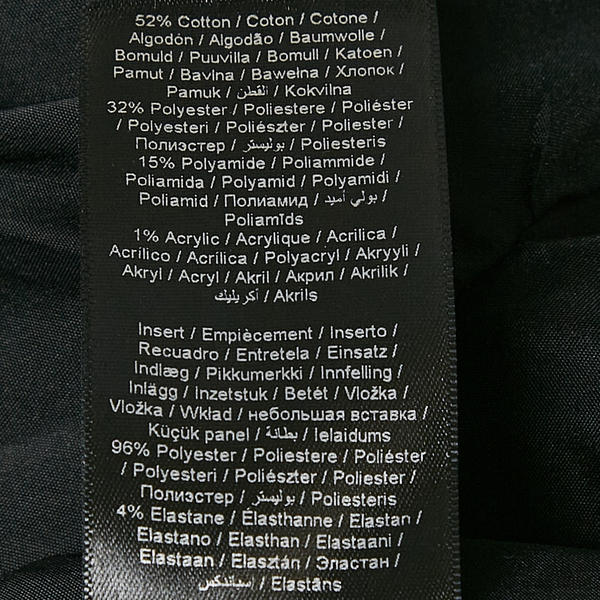 52% Cotton / Coton / Cotone /
Algodón / Algodão / Baumwolle /
Bomuld / Puuvilla / Bomull / Katoen /
Pamut / Bavlna / Bawełna / Хлопок /
Pamuk / القطن / Kokvilna
32% Polyester / Poliestere / Poliéster
/ Polyesteri / Poliészter / Poliester /
Полиэстер / بوليستر / Poliesteris
15% Polyamide / Poliammide /
Poliamida / Polyamid / Polyamidi /
Poliamid / Полиамид / بولي أميد /
Poliamīds
1% Acrylic / Acrylique / Acrilica /
Acrílico / Acrílica / Polyacryl / Akryyli /
Akryl / Acryl / Akril / Акрил / Akrilik /
أكريليك / Akrils
Insert / Empiècement / Inserto /
Recuadro / Entretela / Einsatz /
Indlæg / Pikkumerkki / Innfelling /
Inlägg / Inzetstuk / Betét / Vložka /
Vložka / Wkład / небольшая вставка /
Küçük panel / بطانة / Ielaidums
96% Polyester / Poliestere / Poliéster
/ Polyesteri / Poliészter / Poliester /
Полиэстер / بوليستر / Poliesteris
4% Elastane / Élasthanne / Elastan /
Elastano / Elasthan / Elastaani /
Elastaan / Elasztán / Эластан /
اسباندكس / Elastāns